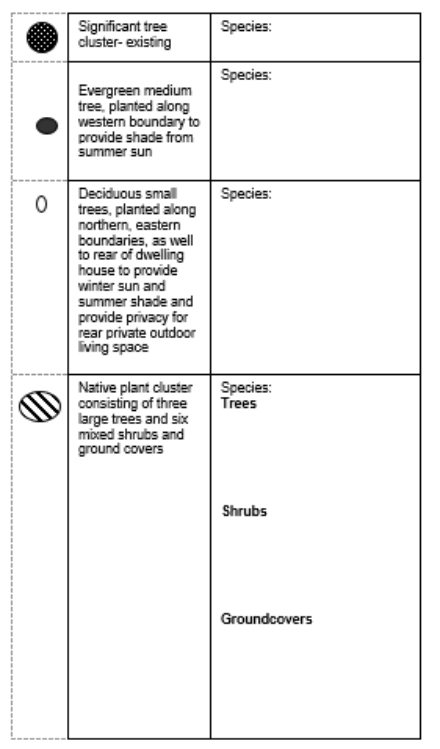 Significant tree
cluster- existing
Species:
Evergreen medium
tree, planted along
western boundary to
provide shade from
summer sun
Species:
Deciduous small
trees, planted along
northern, eastern
boundaries, as well
to rear of dwelling
house to provide
winter sun and
summer shade and
provide privacy for
rear private outdoor
living space
Species:
Native plant cluster
consisting of three
large trees and six
mixed shrubs and
ground covers
Species:
Trees
Shrubs
Groundcovers